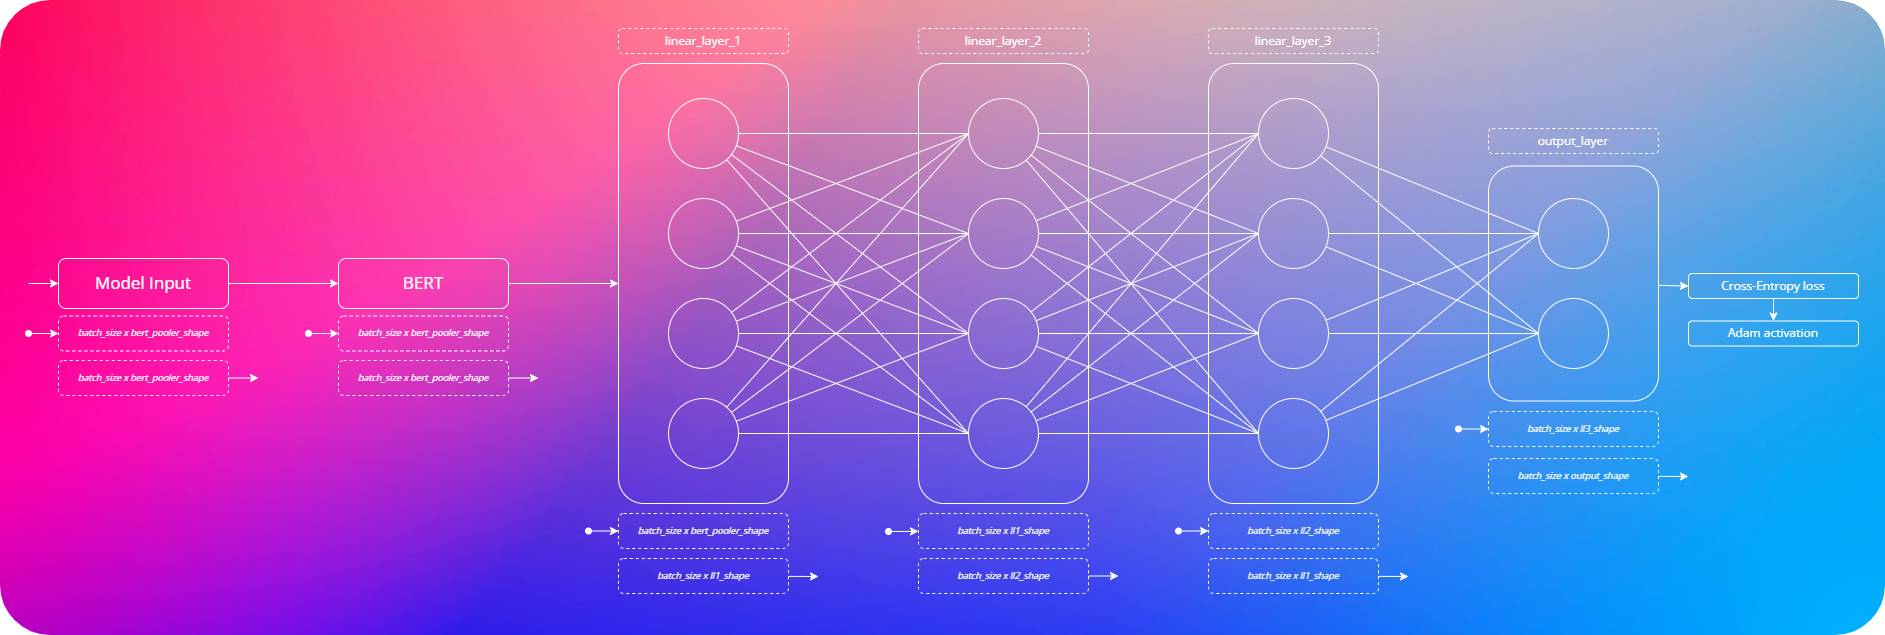 linear_layer_1
linear_layer_2
linear_layer_3
output_layer
Model Input
BERT
batch_size x bert_pooler_shape
batch_size x bert_pooler_shape
batch_size x bert_pooler_shape
batch_size x bert_pooler_shape
Cross-Entropy loss
Adam activation
batch_size x ll3_shape
batch_size x output_shape
batch_size x bert_pooler_shape
batch_size x ll1_shape
batch_size x ll2_shape
batch_size x ll1_shape
batch_size x ll2_shape
batch_size x ll1_shape